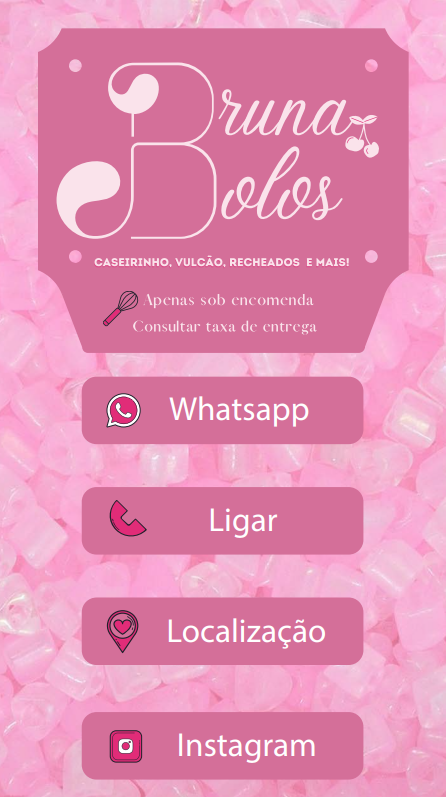 Bruna
Bolos
CASEIRINHO, VULCÃO, RECHEADOS E MAIS!
Apenas sob encomenda
Consultar taxa de entrega
Whatsapp
Ligar
Localização
Instagram